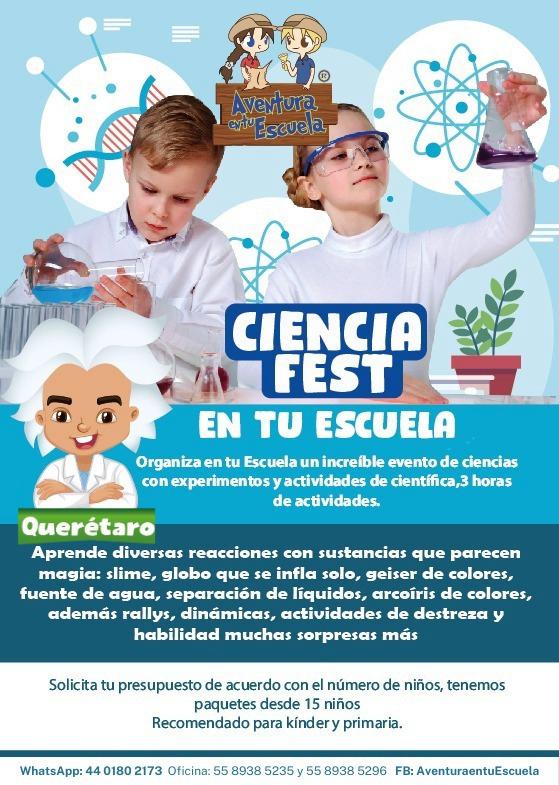 Aventura
en tu
Escuela
®
CIENCIA
FEST
EN TU ESCUELA
Organiza en tu Escuela un increíble evento de ciencias
con experimentos y actividades de científica,3 horas
de actividades.
Querétaro
Aprende diversas reacciones con sustancias que parecen
magia: slime, globo que se infla solo, geiser de colores,
fuente de agua, separación de líquidos, arcoíris de colores,
además rallys, dinámicas, actividades de destreza y
habilidad muchas sorpresas más
Solicita tu presupuesto de acuerdo con el número de niños, tenemos
paquetes desde 15 niños
Recomendado para kínder y primaria.
WhatsApp: 44 0180 2173 Oficina: 55 8938 5235 y 55 8938 5296 FB: AventuraentuEscuela